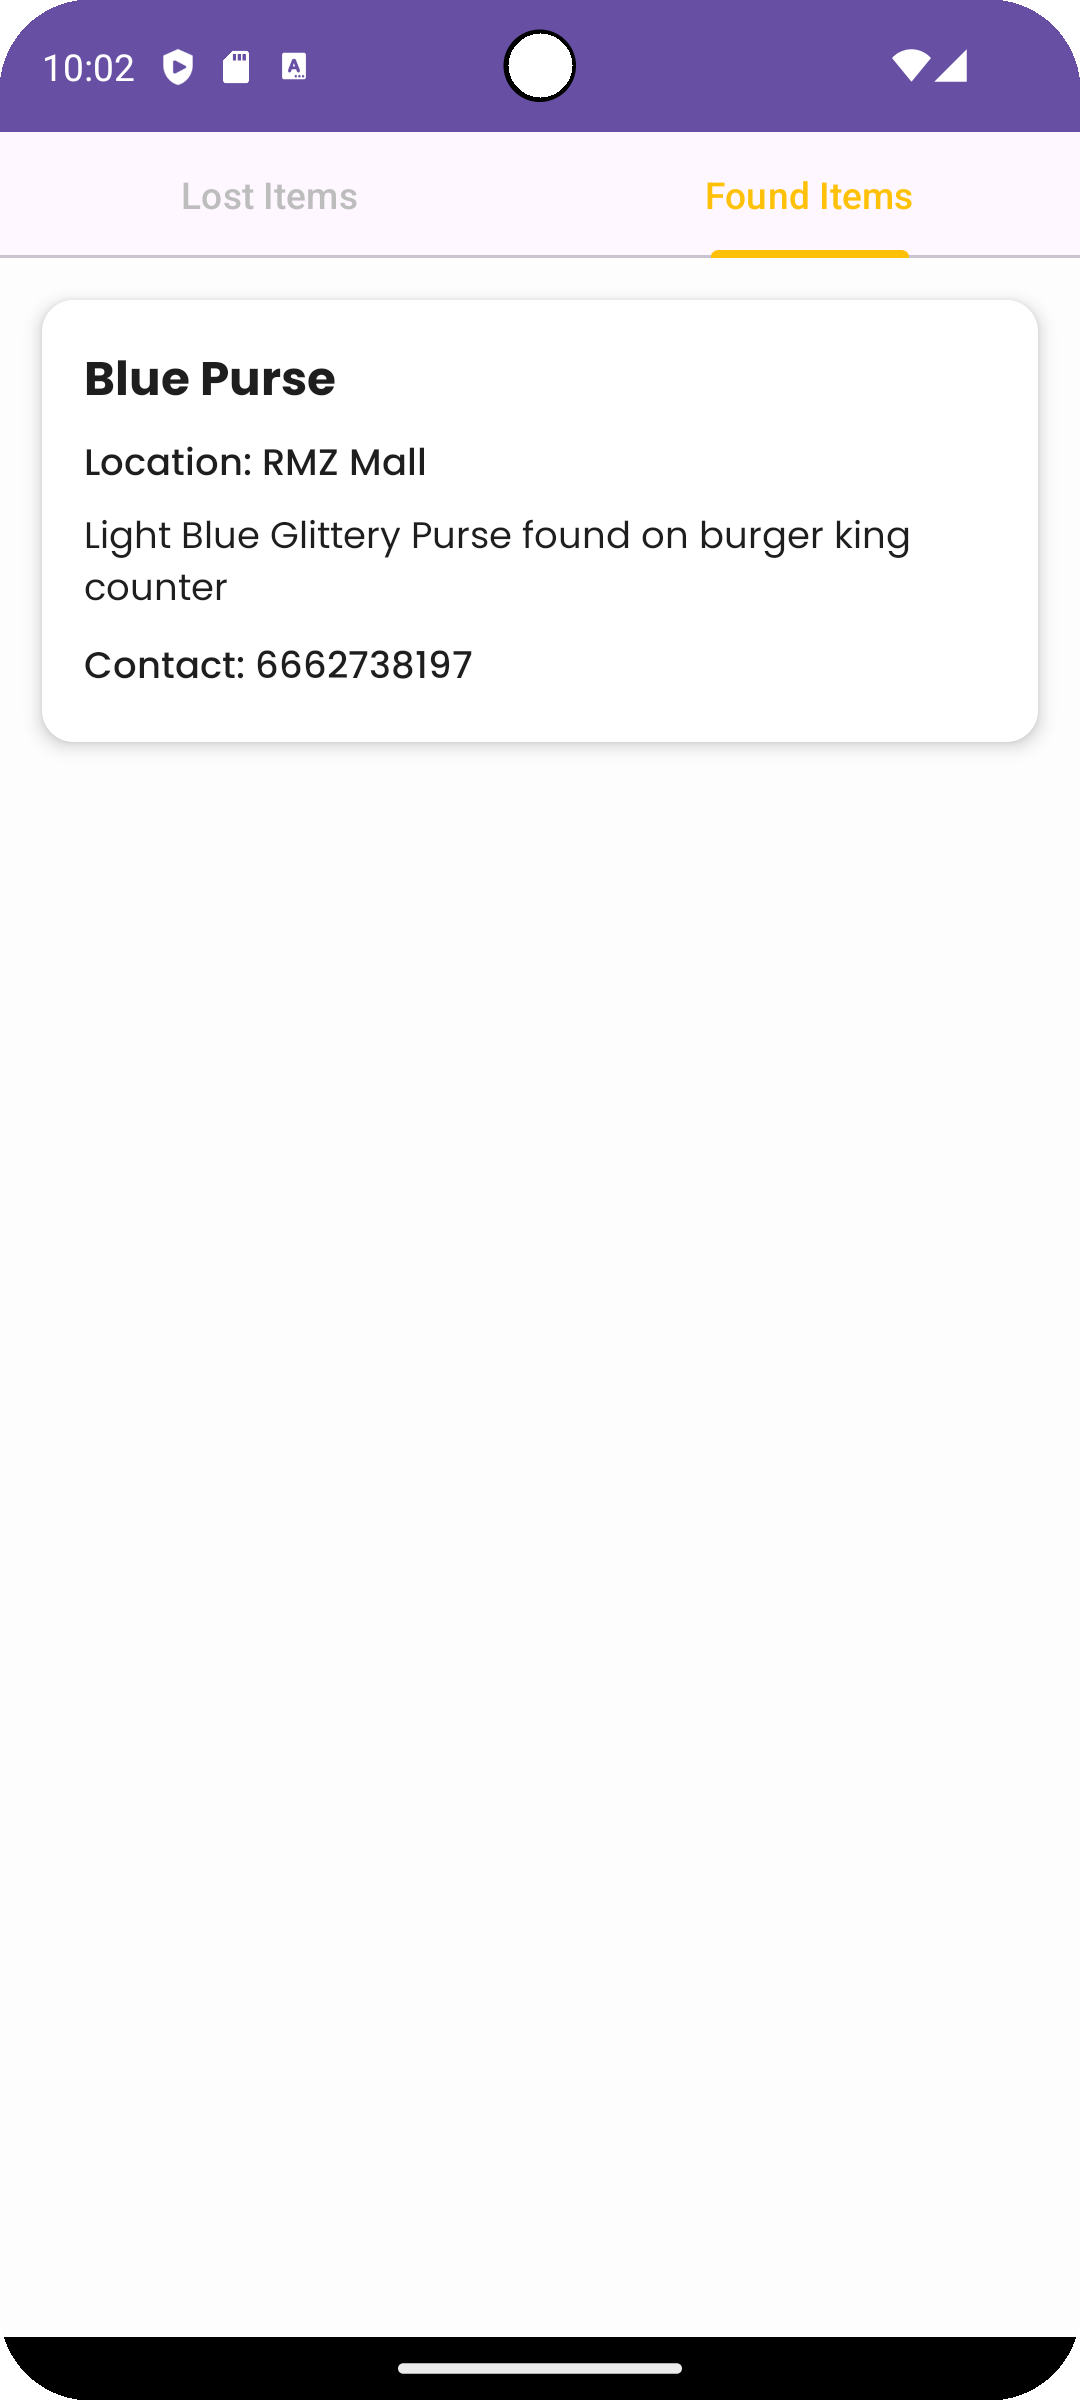 10:02
Lost Items
Found Items
Blue Purse
Location: RMZ Mall
Light Blue Glittery Purse found on burger king
counter
Contact: 6662738197